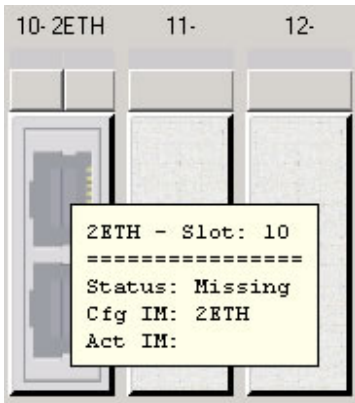 10- 2ETH
11-
12-
2ETH - Slot: 10
================
Status: Missing
Cfg IM: 2ETH
Act IM: